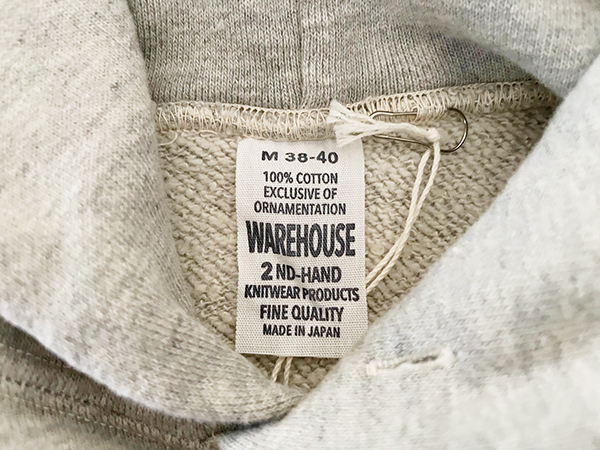 M 38-40
100% COTTON
EXCLUSIVE OF
ORNAMENTATION
WAREHOUSE
2ND-HAND
KNITWEAR PRODUCTS
FINE QUALITY
MADE IN JAPAN